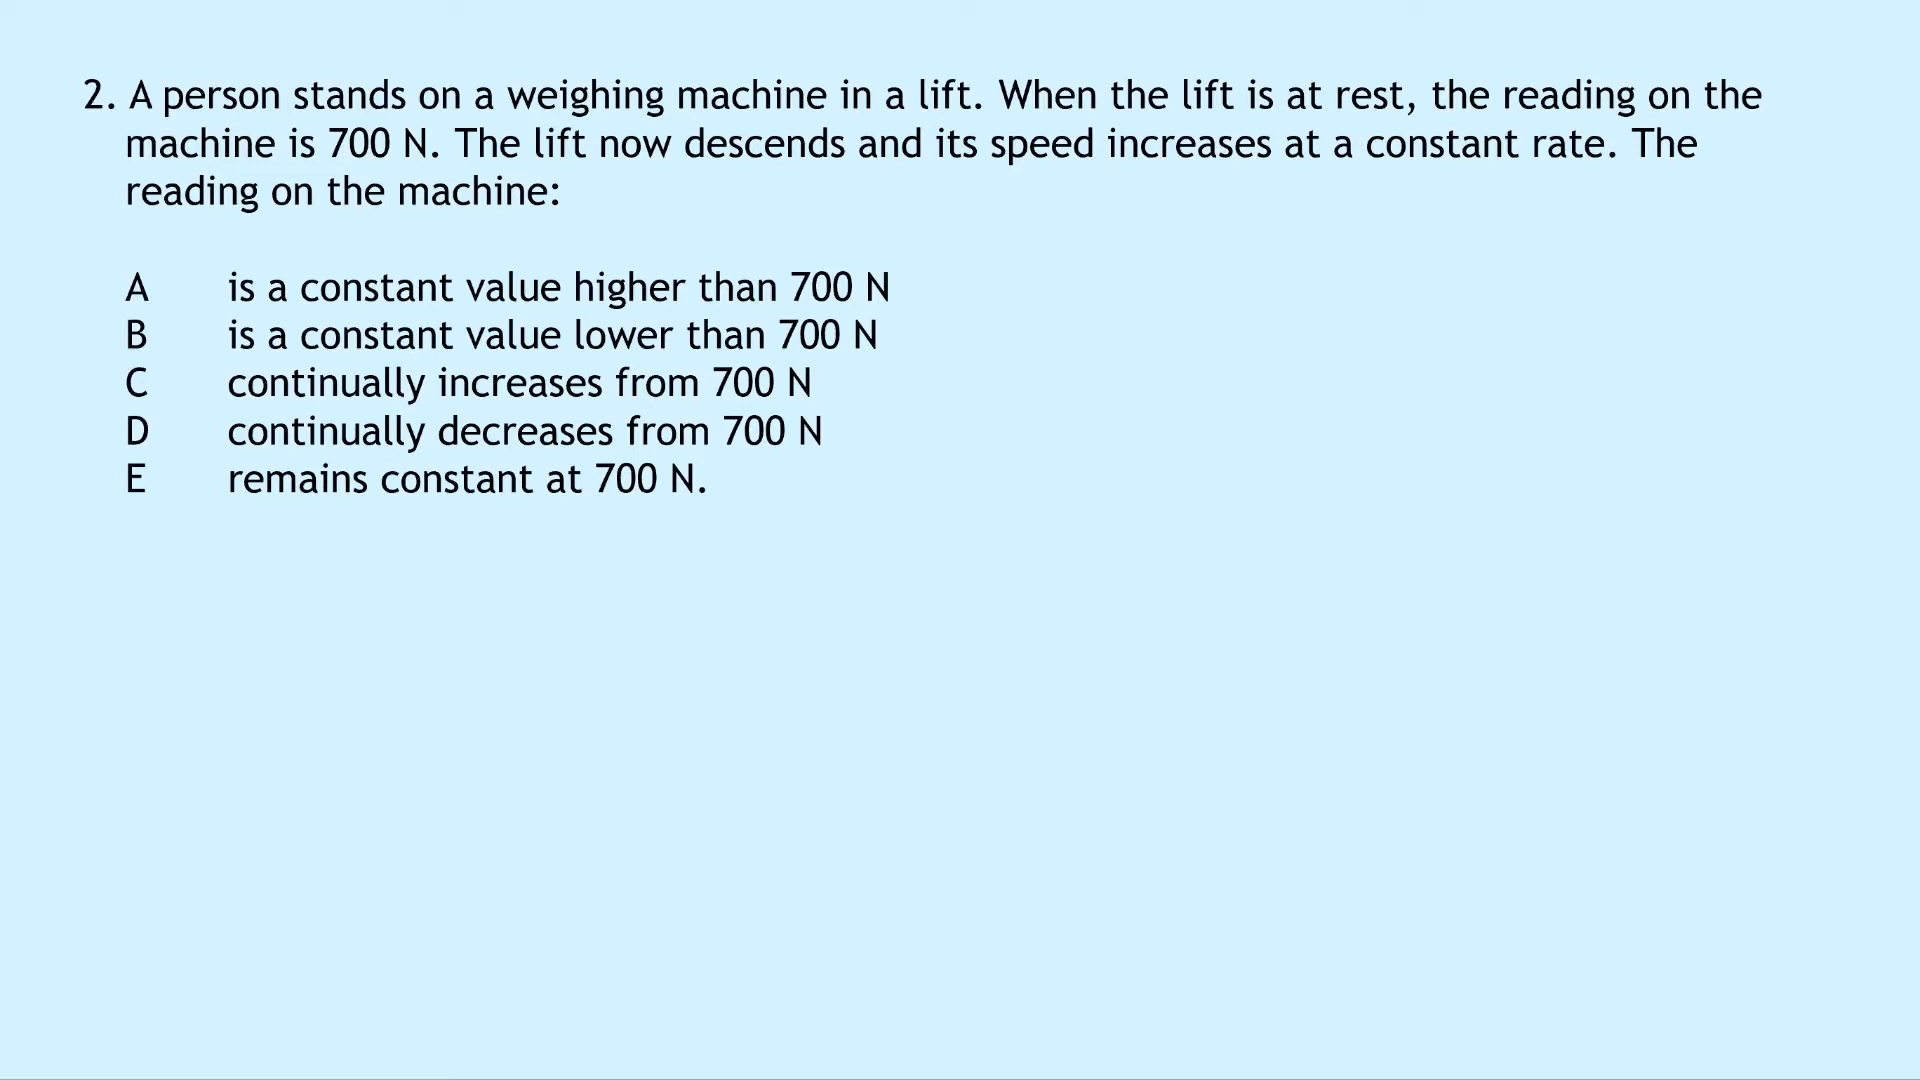 2. A person stands on a weighing machine in a lift. When the lift is at rest, the reading on the
machine is 700 N. The lift now descends and its speed increases at a constant rate. The
reading on the machine:
A is a constant value higher than 700 N
B is a constant value lower than 700 N
C continually increases from 700 N
D continually decreases from 700 N
E remains constant at 700 N.